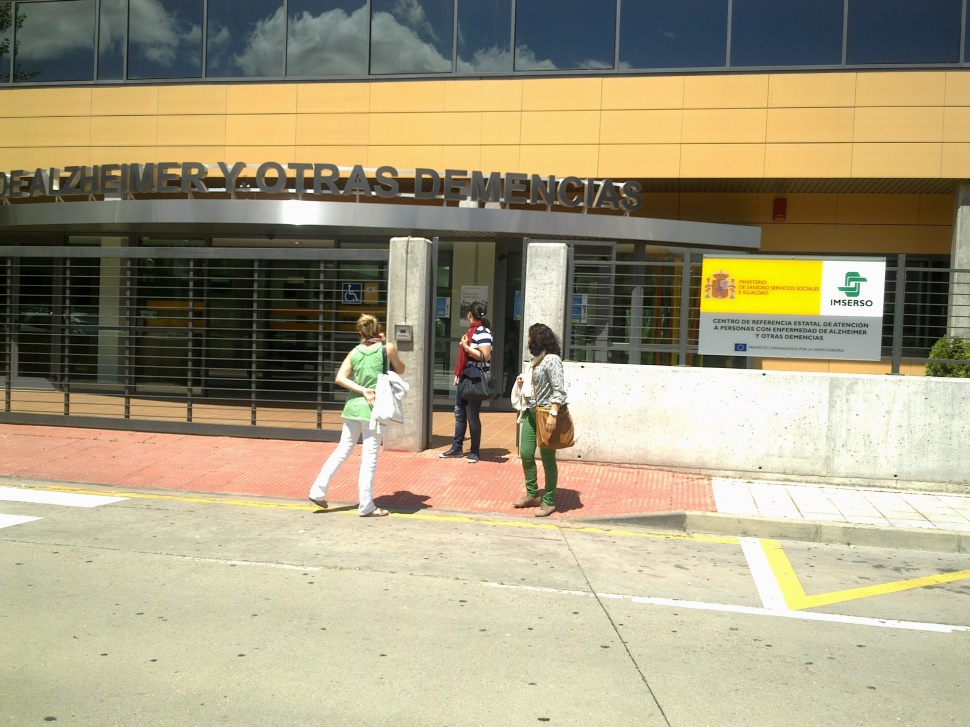 DE ALZHEIMER Y OTRAS DEMENCIAS
MINISTERIO
DE SANIDAD, SERVICIOS SOCIALES
E IGUALDAD
IMSERSO
CENTRO DE REFERENCIA ESTATAL DE ATENCIÓN
A PERSONAS CON ENFERMEDAD DE ALZHEIMER
Y OTRAS DEMENCIAS
PROYECTO COFINANCIADO POR LA UNIÓN EUROPEA